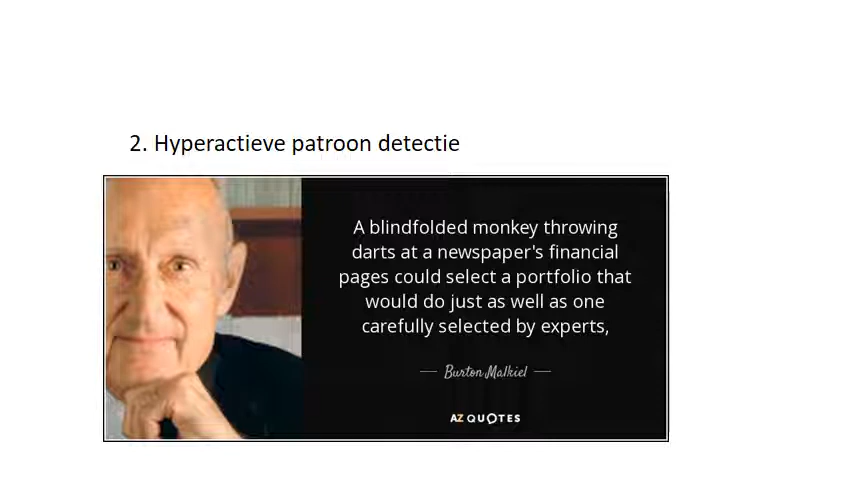 2. Hyperactieve patroon detectie
A blindfolded monkey throwing
darts at a newspaper's financial
pages could select a portfolio that
would do just as well as one
carefully selected by experts,
Burton Malkiel
AZ QUOTES